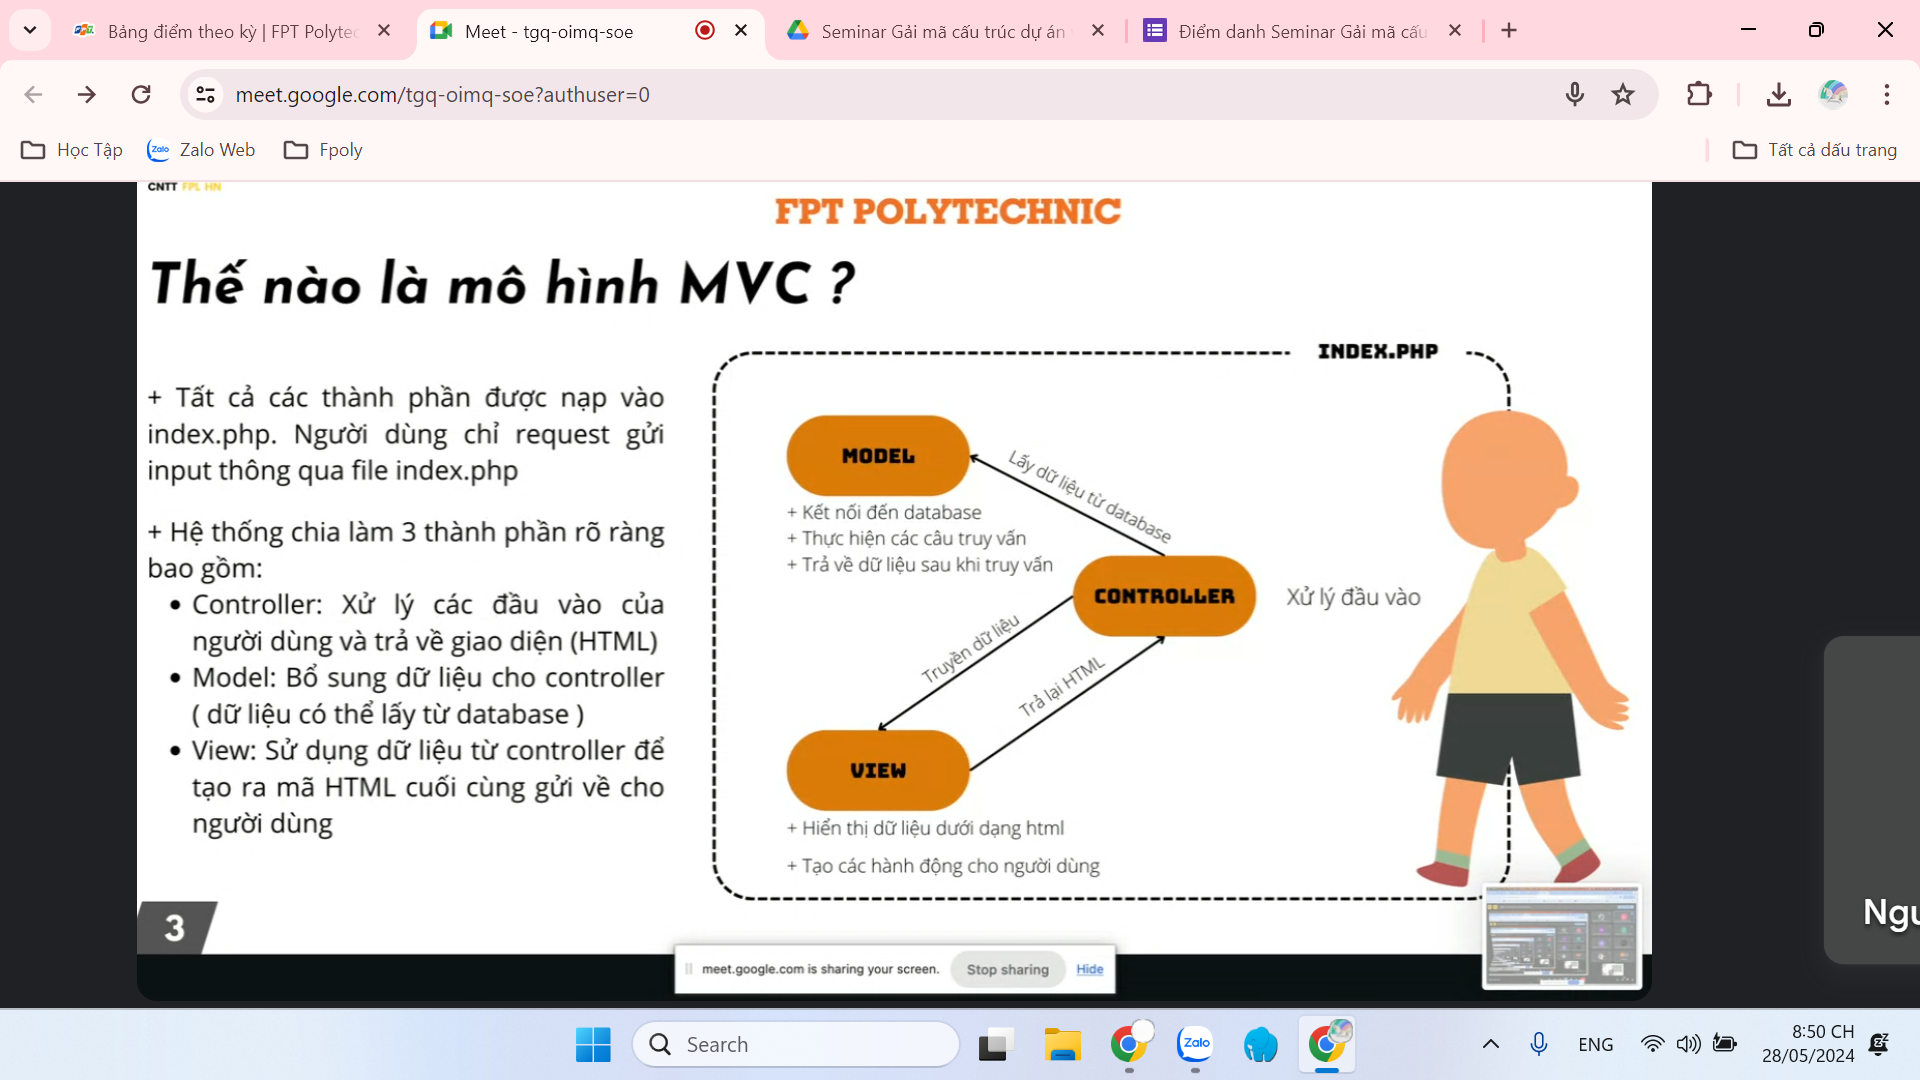 Bảng điểm theo kỳ | FPT Polytec
Meet - tgq-oimq-soe
Seminar Gải mã cấu trúc dự án
Điểm danh Seminar Gải mã cấu
meet.google.com/tgq-oimq-soe?authuser=0
Học Tập
Zalo Web
Fpoly
Tất cả dấu trang
CNTT FPL HN
FPT POLYTECHNIC
Thế nào là mô hình MVC ?
+ Tất cả các thành phần được nạp vào
index.php. Người dùng chỉ request gửi
input thông qua file index.php
+ Hệ thống chia làm 3 thành phần rõ ràng
bao gồm:
• Controller: Xử lý các đầu vào của
người dùng và trả về giao diện (HTML)
• Model: Bổ sung dữ liệu cho controller
( dữ liệu có thể lấy từ database )
• View: Sử dụng dữ liệu từ controller để
tạo ra mã HTML cuối cùng gửi về cho
người dùng
INDEX.PHP
MODEL
Lấy dữ liệu từ database
+ Kết nối đến database
+ Thực hiện các câu truy vấn
+ Trả về dữ liệu sau khi truy vấn
CONTROLLER
Xử lý đầu vào
Truyền dữ liệu
Trả lại HTML
VIEW
+ Hiển thị dữ liệu dưới dạng html
+ Tạo các hành động cho người dùng
3
Ngu
meet.google.com is sharing your screen.
Stop sharing
Hide
Search
Zalo
ENG
8:50 CH
28/05/2024